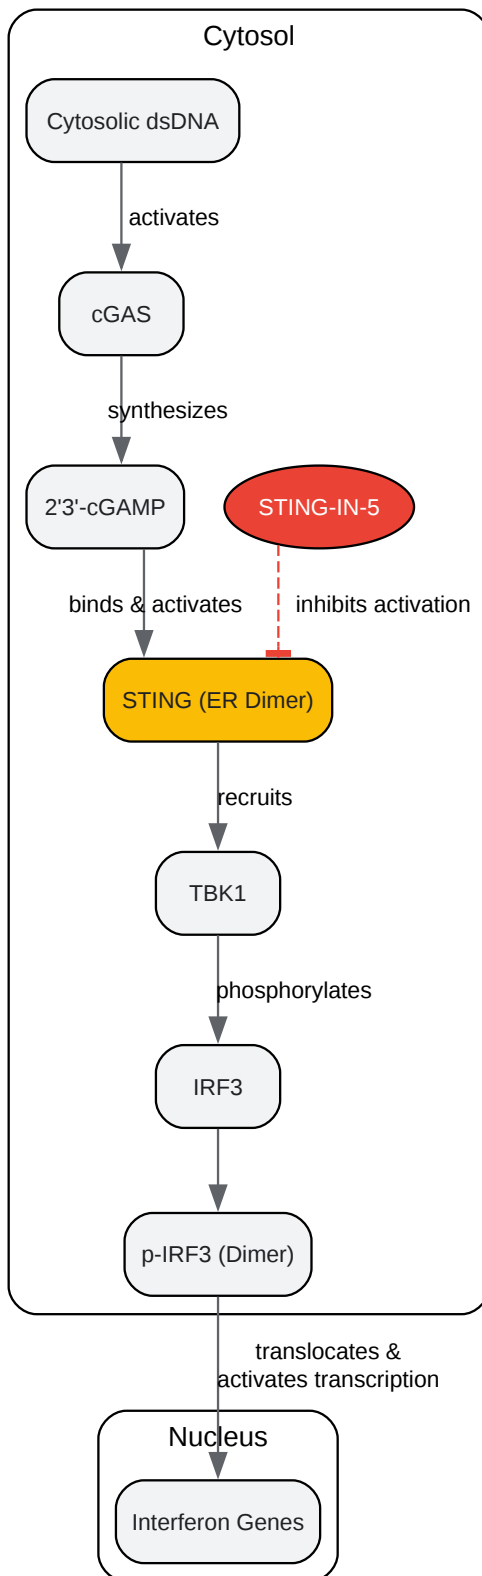 Cytosol
Cytosolic dsDNA
activates
cGAS
synthesizes
2'3'-cGAMP
STING-IN-5
binds & activates
inhibits activation
STING (ER Dimer)
recruits
TBK1
phosphorylates
IRF3
p-IRF3 (Dimer)
translocates &
activates transcription
Nucleus
Interferon Genes